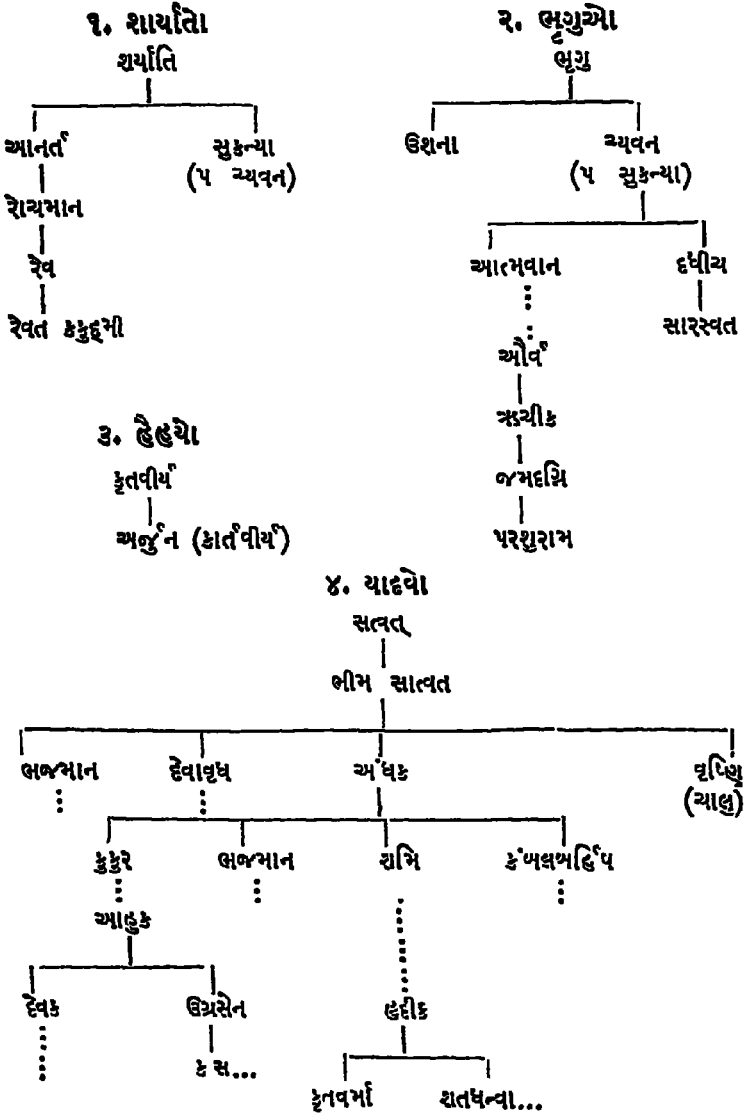 ૧. શાર્યાતો
શર્યાતિ
આનર્ત સુકન્યા
(પ ચ્યવન)
રોચમાન
રેવ
રૈવત કકુદ્દમી
૨. ભૃગુઓ
ભૃગુ
ઉશના ચ્યવન
(પ સુકન્યા)
આત્મવાન દધીચ
સારસ્વત
ઔર્વ
ઋચીક
જમદગ્નિ
પરશુરામ
૩. હૈહયો
કૃતવીર્ય
અર્જુન (કાર્તવીર્ય)
૪. યાદવો
સત્વત્
ભીમ સાત્વત
ભજમાન દેવાવૃધ અંધક વૃષ્ણિ
(ચાલુ)
કુકુર ભજમાન શમિ કંબલબર્હિષ
આહુક
દેવક ઉગ્રસેન હૃદીક
કસ...
કૃતવર્મા શતધન્વા...